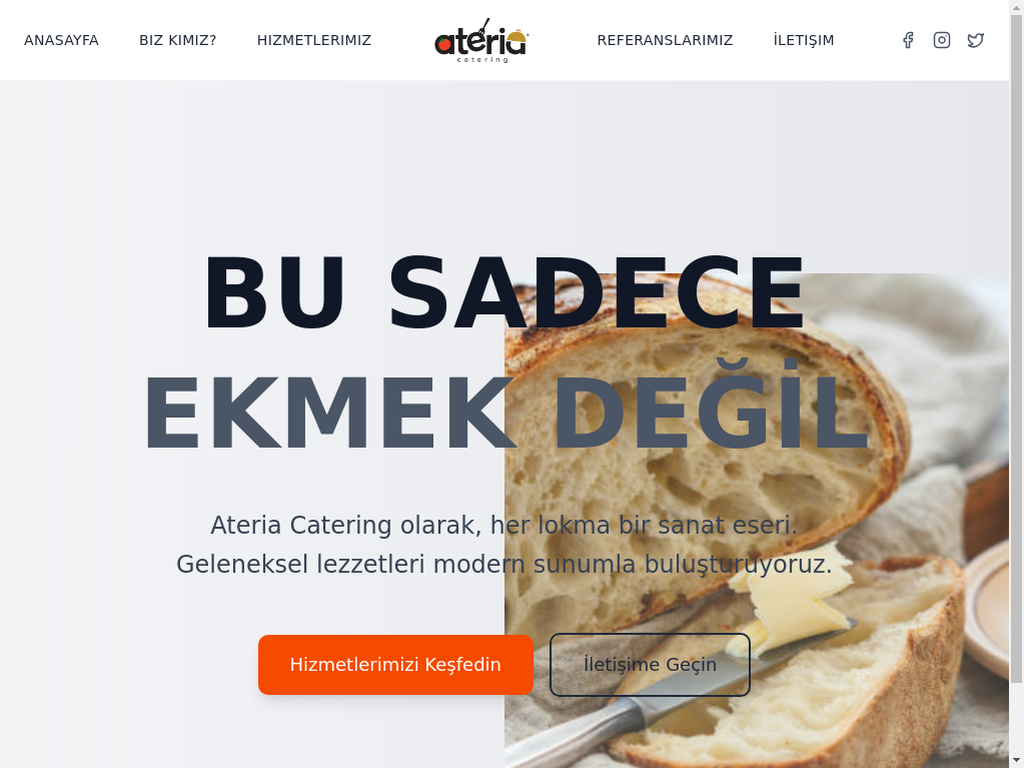 ANASAYFA
BIZ KIMIZ?
HIZMETLERIMIZ
ateria
catering
REFERANSLARIMIZ
İLETIŞIM
BU SADECE
EKMEK DEĞİL
Ateria Catering olarak, her lokma bir sanat eseri.
Geleneksel lezzetleri modern sunumla buluşturuyoruz.
Hizmetlerimizi Keşfedin
İletişime Geçin